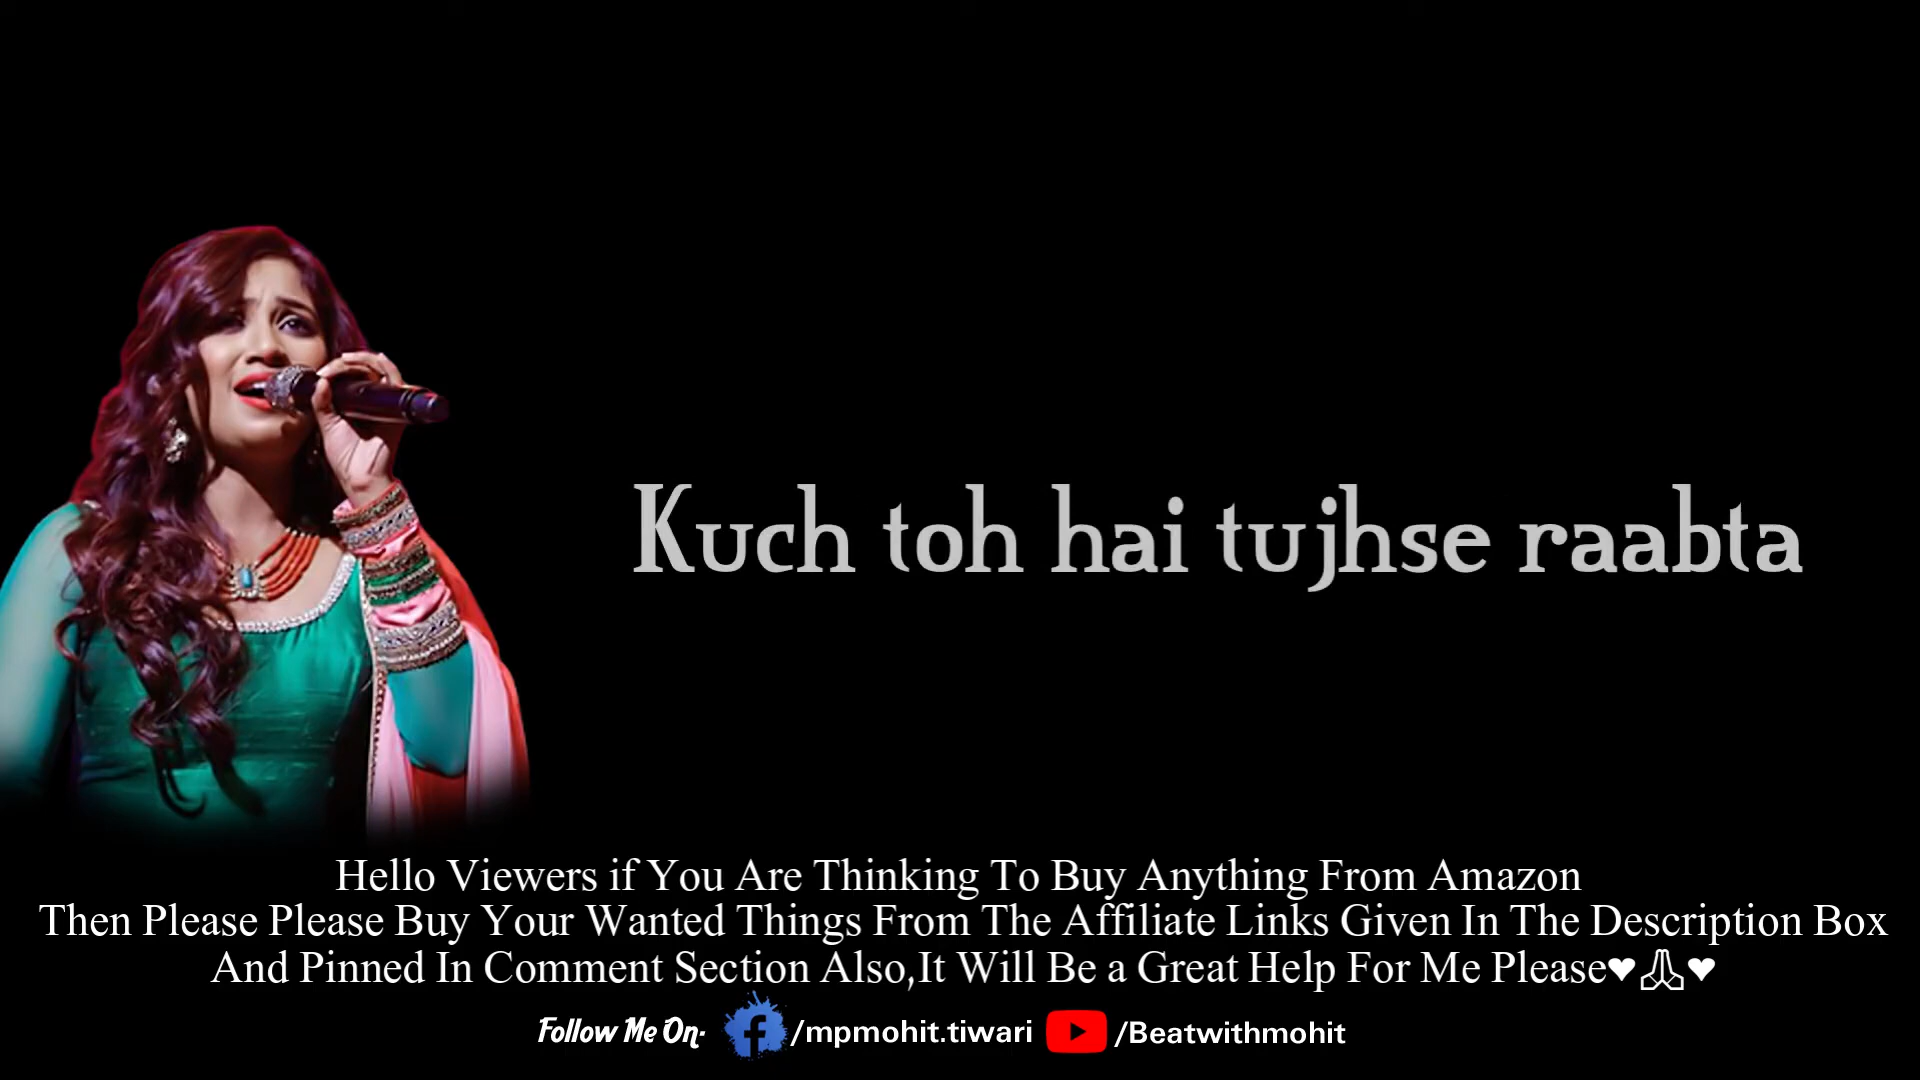 Kuch toh hai tujhse raabta
Hello Viewers if You Are Thinking To Buy Anything From Amazon
Then Please Please Buy Your Wanted Things From The Affiliate Links Given In The Description Box
And Pinned In Comment Section Also,It Will Be a Great Help For Me Please❤🙏❤
Follow Me On:- /mpmohit.tiwari /Beatwithmohit